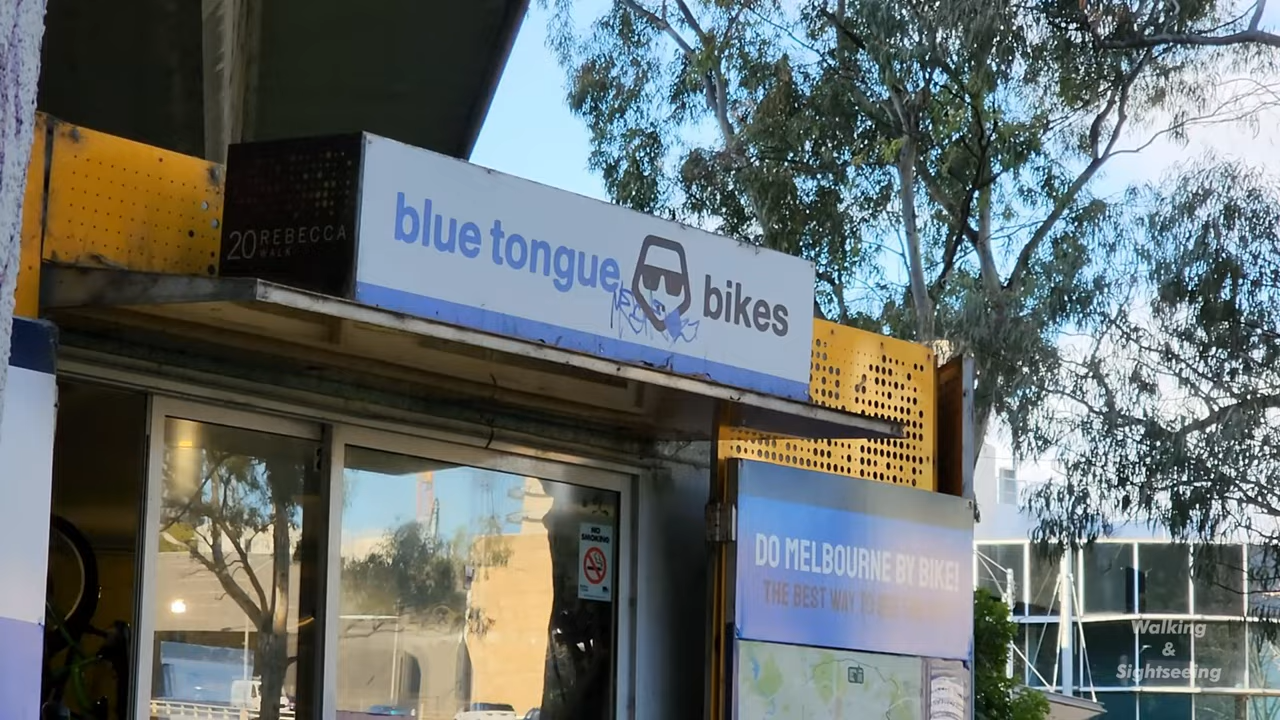 20 REBECCA
WALK
blue tongue bikes
NO
SMOKING
DO MELBOURNE BY BIKE!
THE BEST WAY TO
Walking
&
Sightseeing